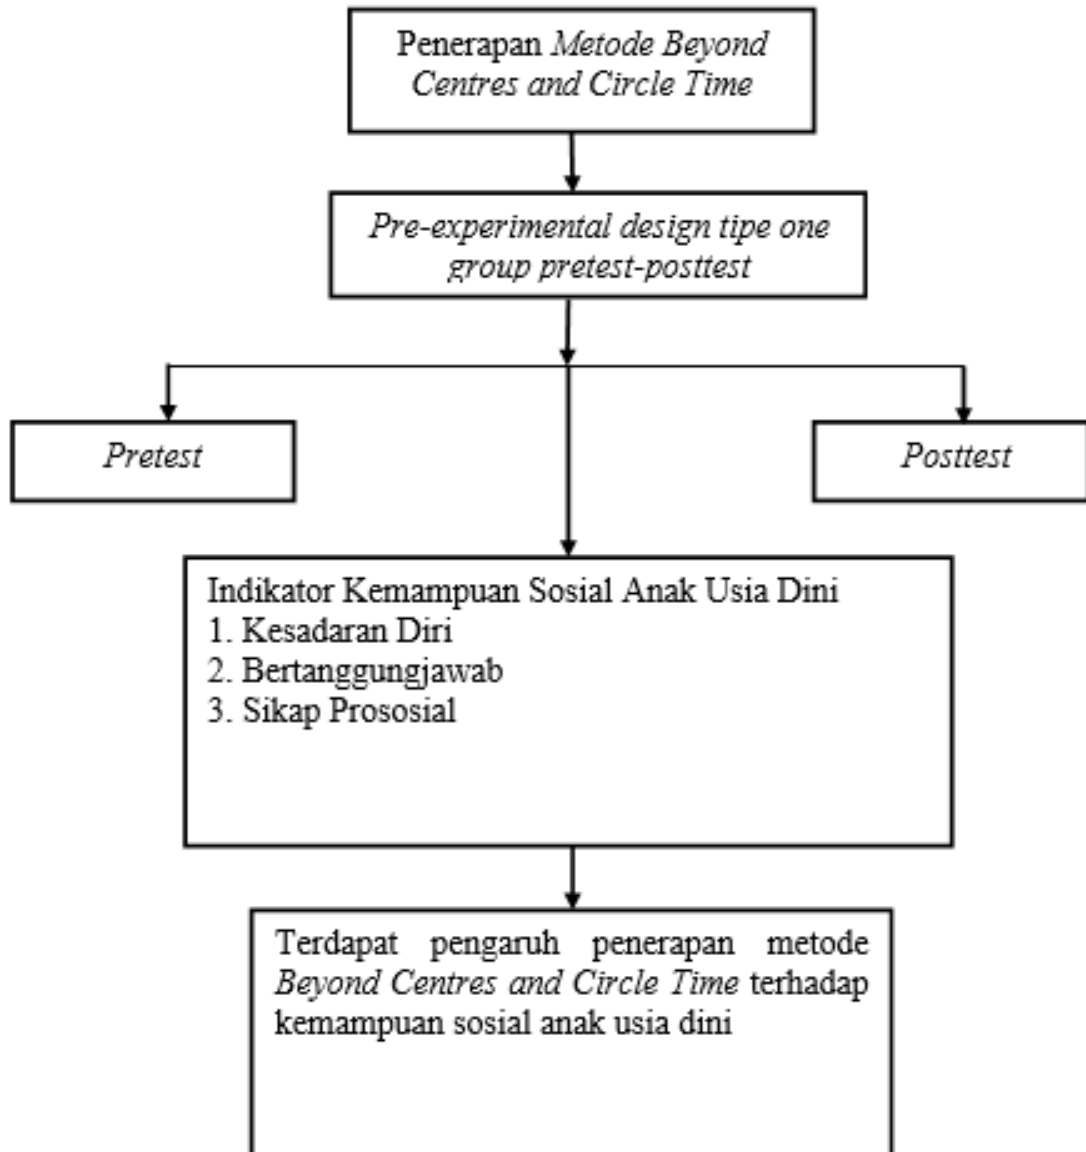 Penerapan Metode Beyond
Centres and Circle Time
Pre-experimental design tipe one
group pretest-posttest
Pretest
Posttest
Indikator Kemampuan Sosial Anak Usia Dini
1. Kesadaran Diri
2. Bertanggungjawab
3. Sikap Prososial
Terdapat pengaruh penerapan metode
Beyond Centres and Circle Time terhadap
kemampuan sosial anak usia dini